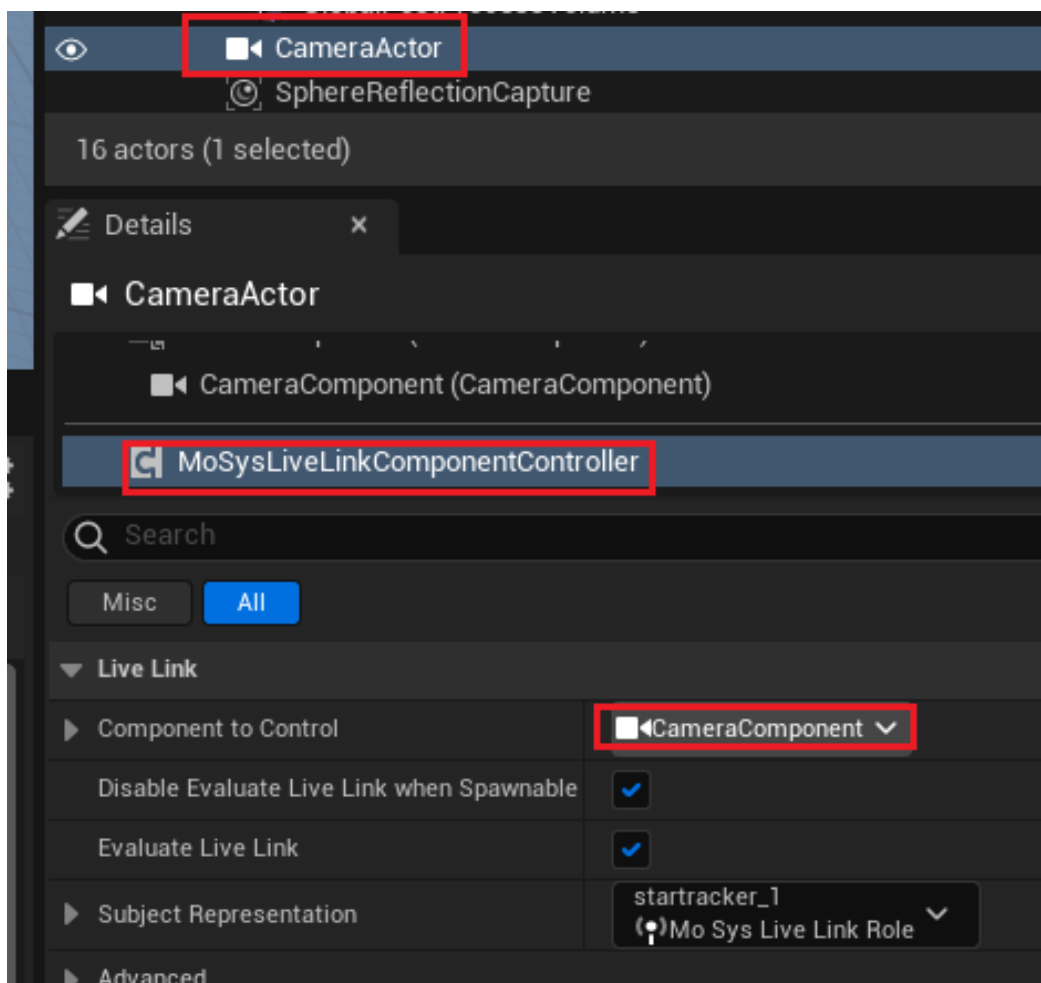 CameraActor
SphereReflectionCapture
16 actors (1 selected)
Details
CameraActor
CameraComponent (CameraComponent)
MoSysLiveLinkComponentController
Search
Misc All
Live Link
Component to Control CameraComponent
Disable Evaluate Live Link when Spawnable
Evaluate Live Link
Subject Representation startracker_1
Mo Sys Live Link Role
Advanced